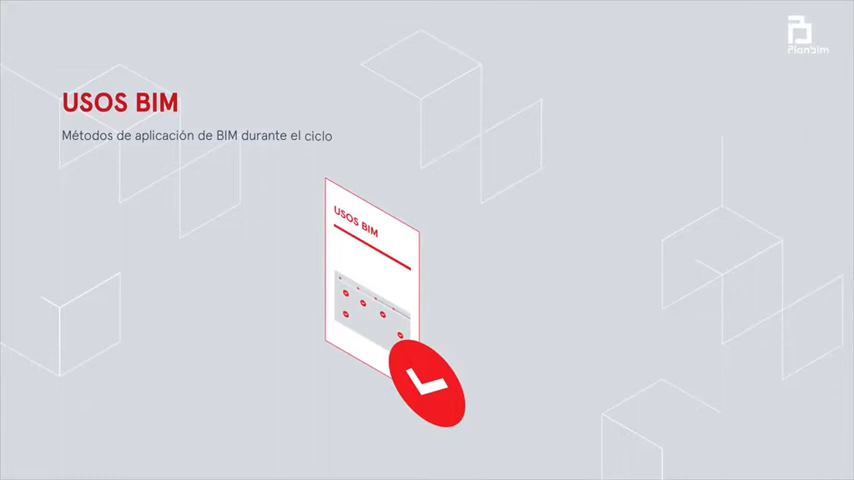 Planbim
USOS BIM
Métodos de aplicación de BIM durante el ciclo
USOS BIM